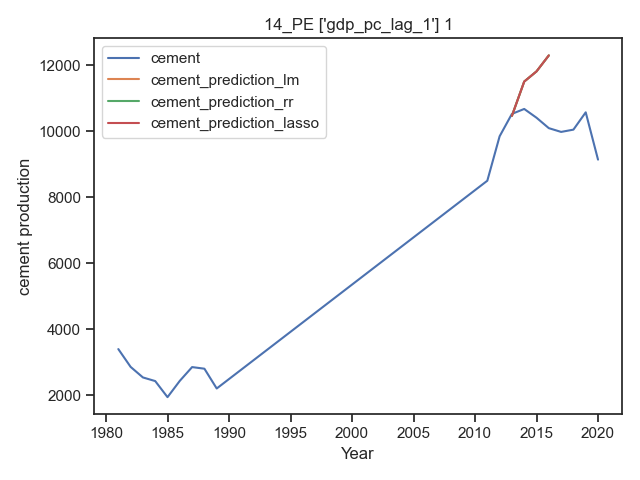 14_PE ['gdp_pc_lag_1'] 1
cement
cement_prediction_lm
cement_prediction_rr
cement_prediction_lasso
cement production
12000
10000
8000
6000
4000
2000
1980 1985 1990 1995 2000 2005 2010 2015 2020
Year